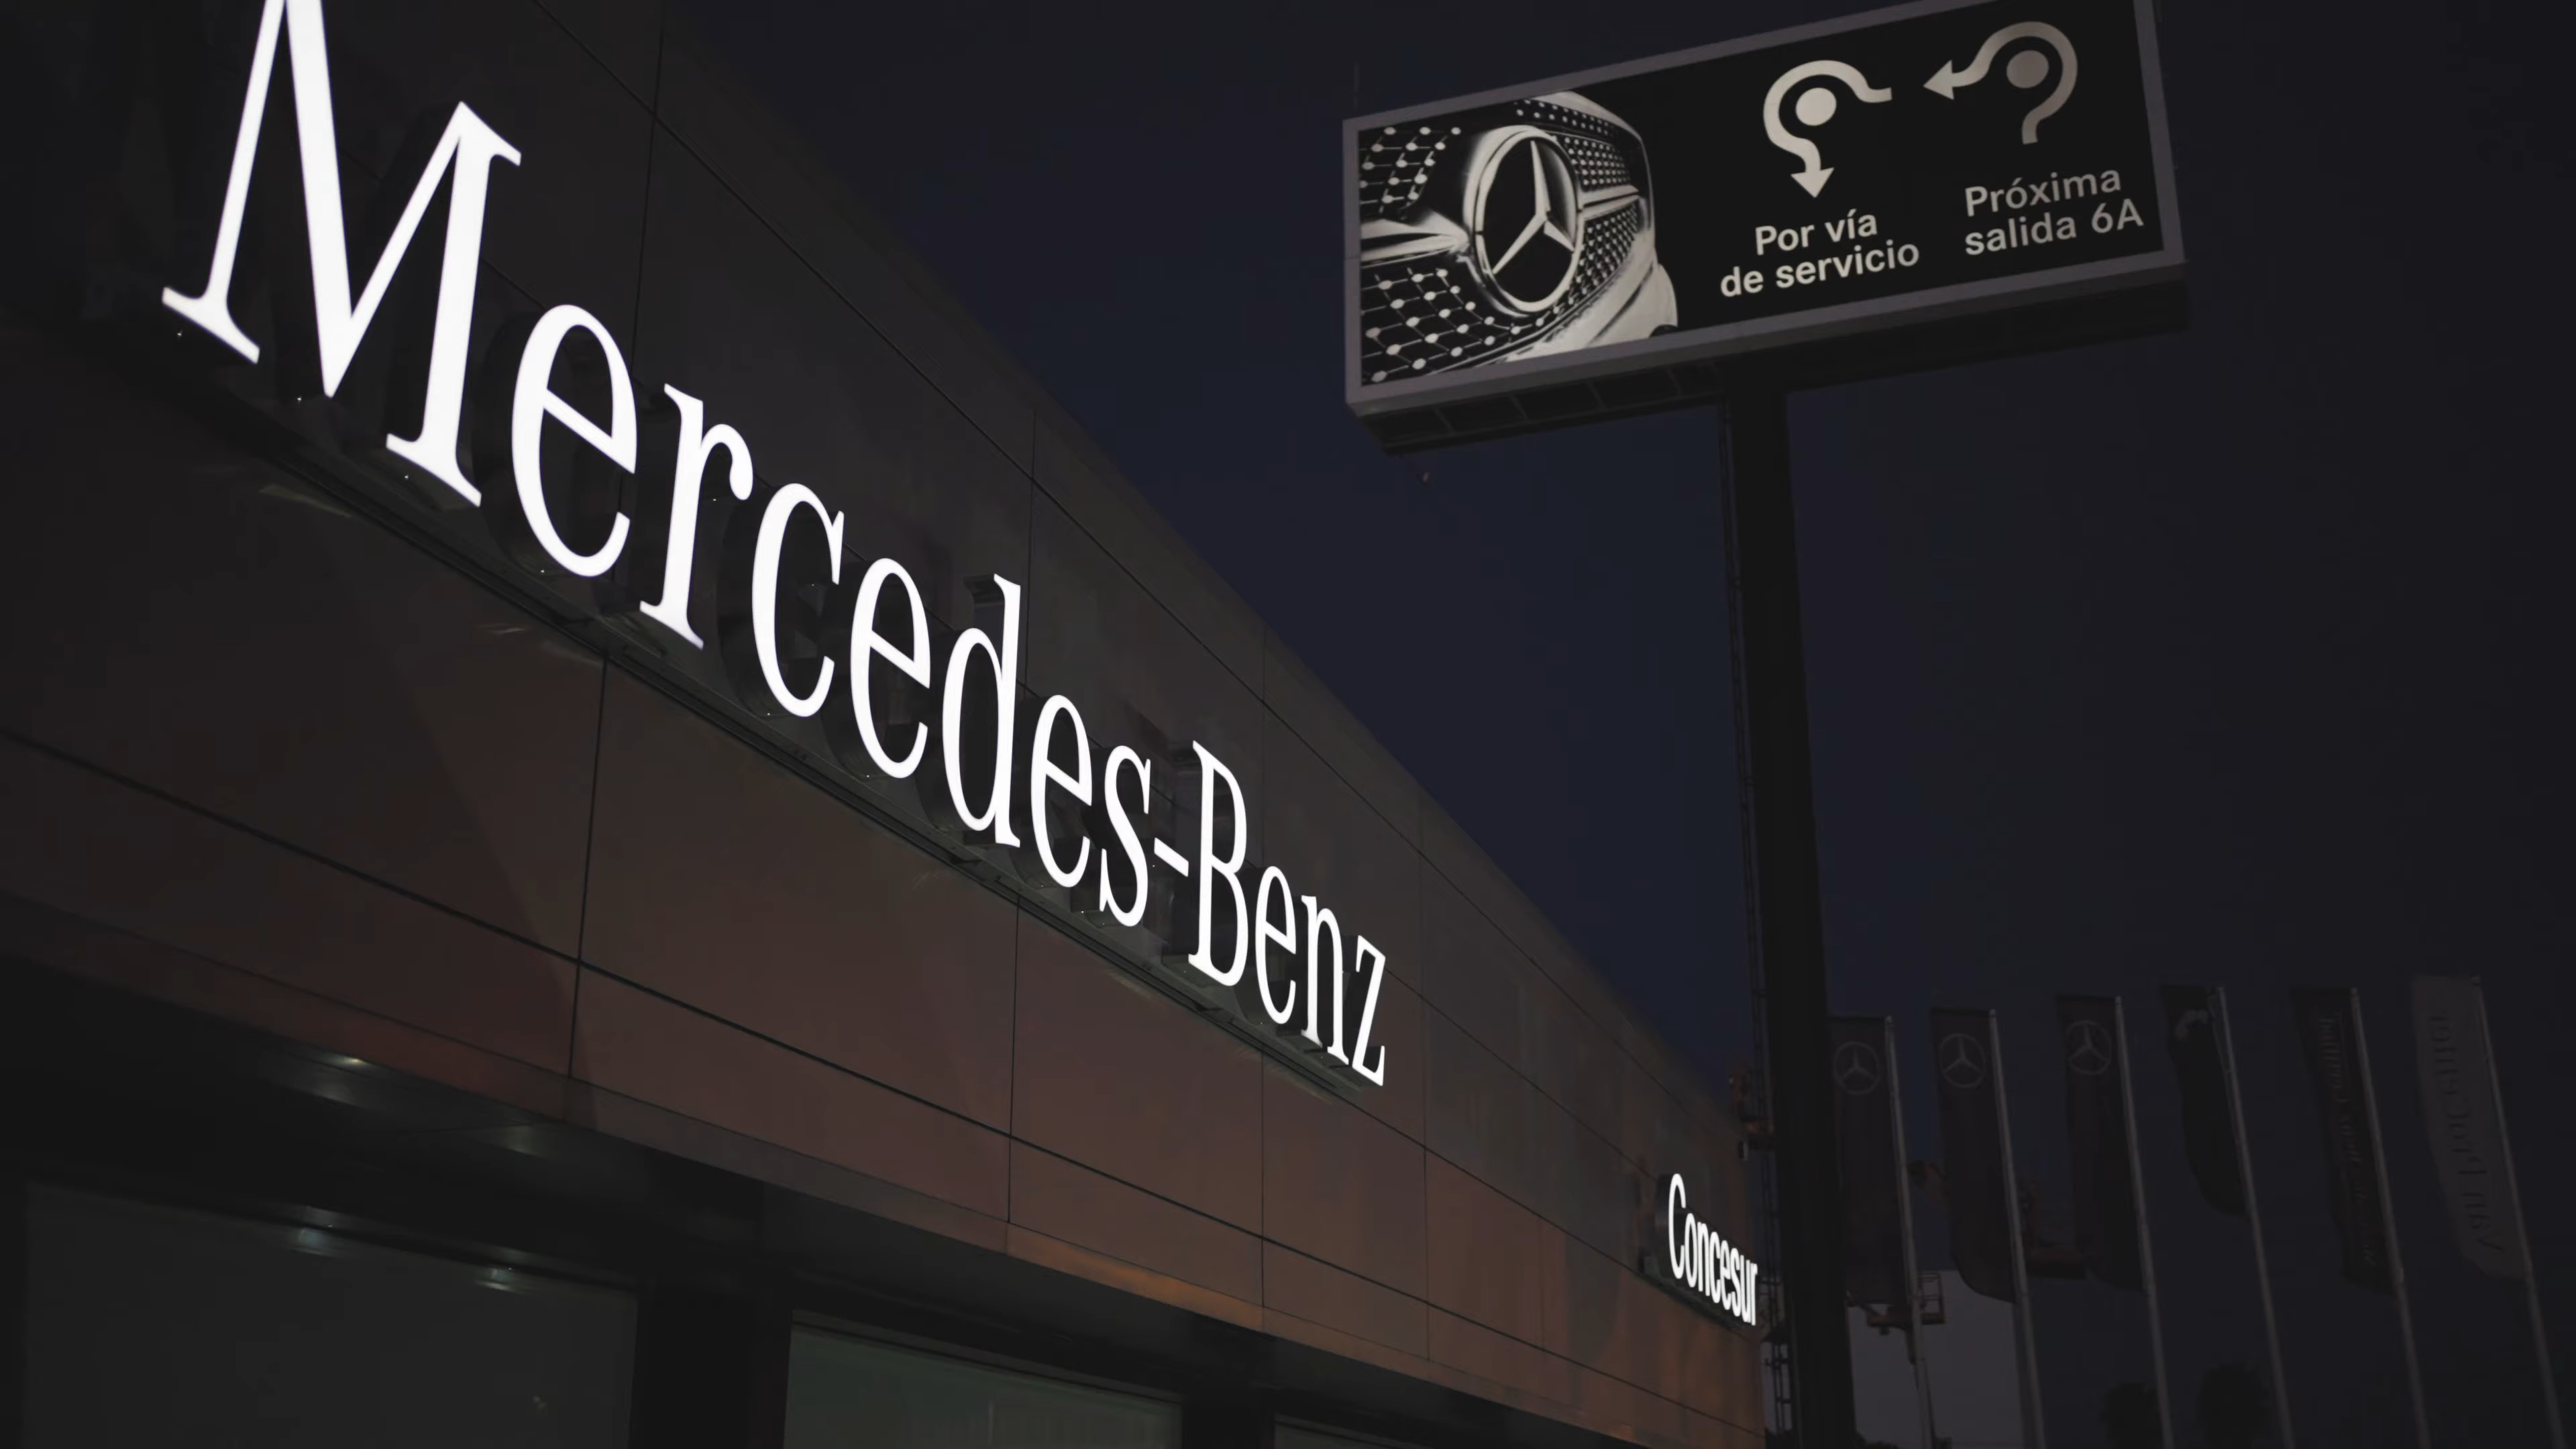 Mercedes-Benz
Por vía
de servicio
Próxima
salida 6A
Concesur